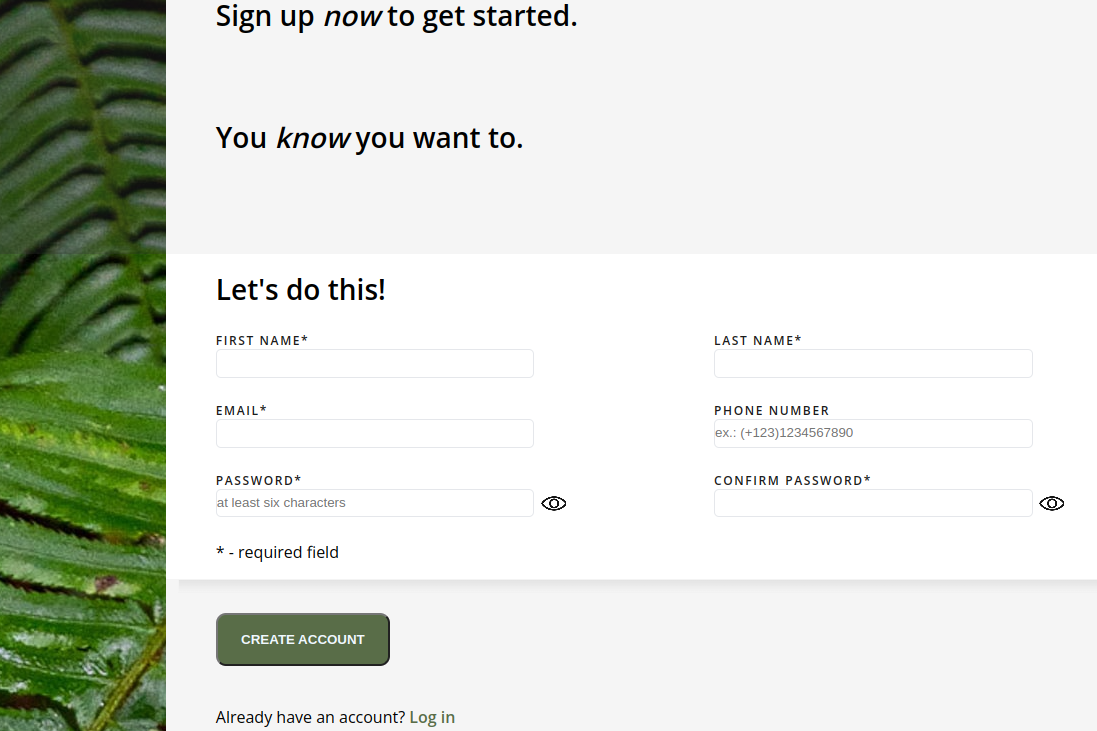 Sign up now to get started.
You know you want to.
Let's do this!
FIRST NAME*
LAST NAME*
EMAIL*
PHONE NUMBER
ex.: (+123)1234567890
PASSWORD*
at least six characters
CONFIRM PASSWORD*
* - required field
CREATE ACCOUNT
Already have an account? Log in